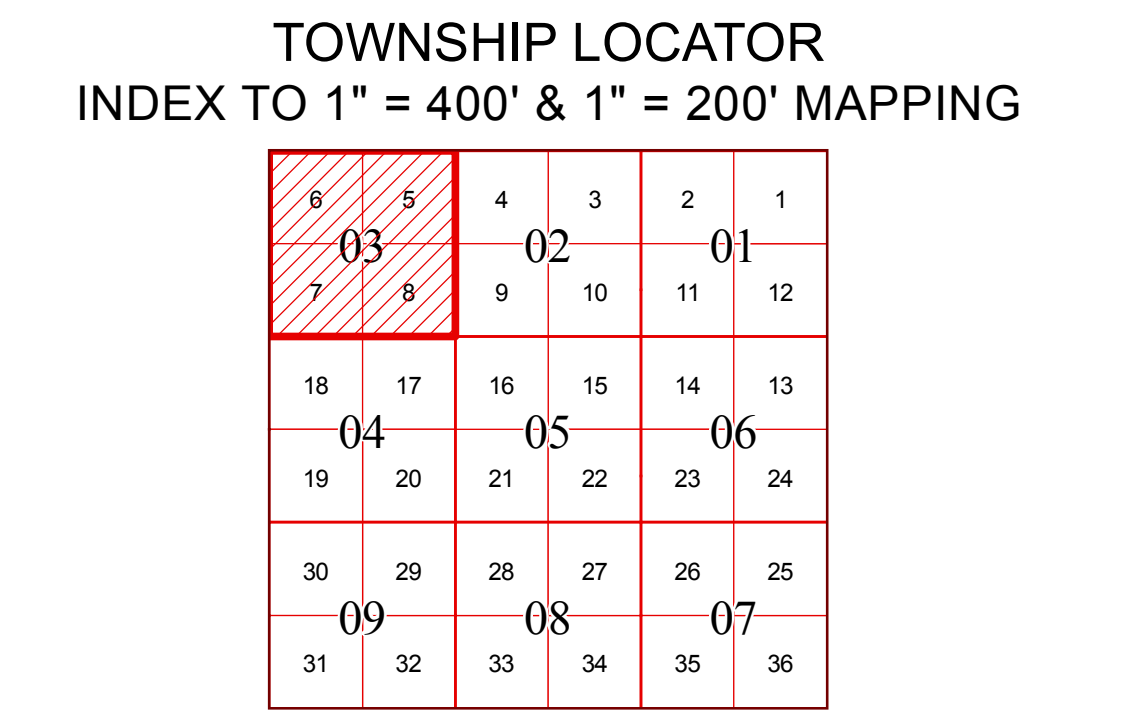 TOWNSHIP LOCATOR
INDEX TO 1" = 400' & 1" = 200' MAPPING
6 5 4 3 2 1
03 02 01
7 8 9 10 11 12
18 17 16 15 14 13
04 05 06
19 20 21 22 23 24
30 29 28 27 26 25
09 08 07
31 32 33 34 35 36